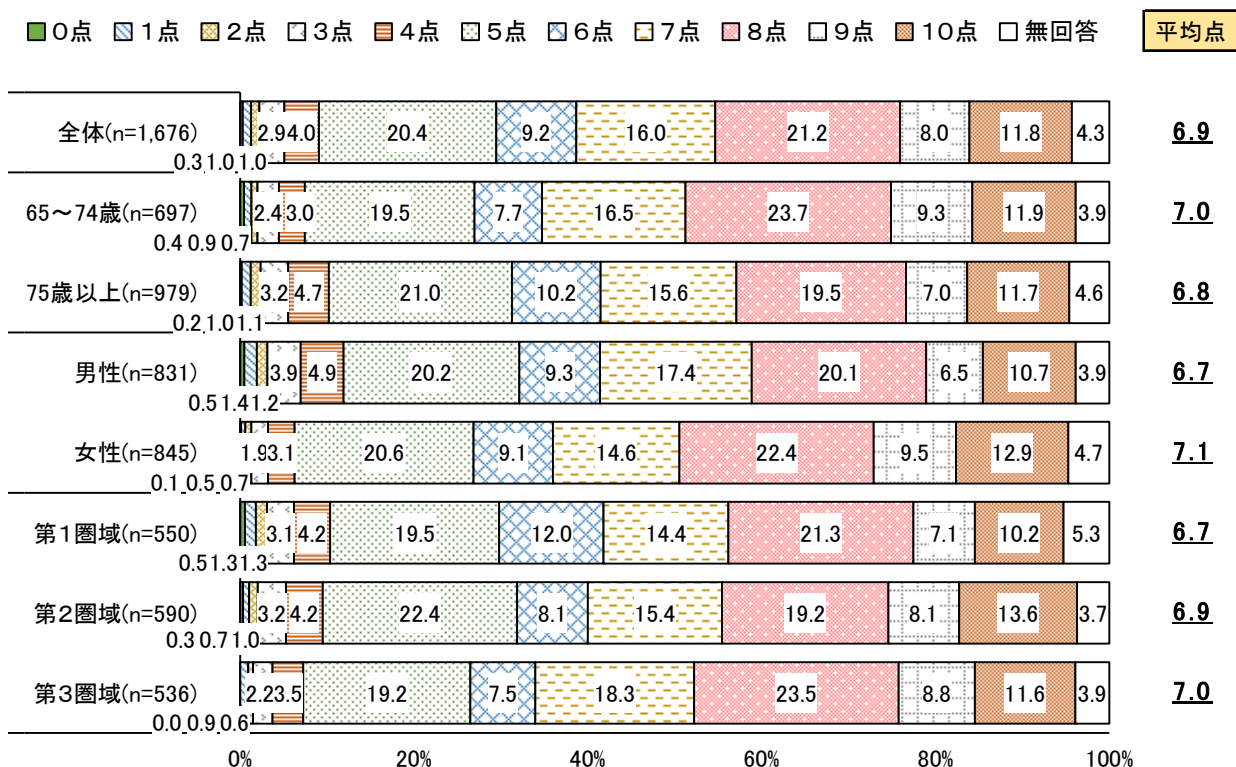 0点 1点 2点 3点 4点 5点 6点 7点 8点 9点 10点 無回答 平均点
全体(n=1,676) 2.9 4.0 20.4 9.2 16.0 21.2 8.0 11.8 4.3 6.9
0.3 1.0 1.0
65～74歳(n=697) 2.4 3.0 19.5 7.7 16.5 23.7 9.3 11.9 3.9 7.0
0.4 0.9 0.7
75歳以上(n=979) 3.2 4.7 21.0 10.2 15.6 19.5 7.0 11.7 4.6 6.8
0.2 1.0 1.1
男性(n=831) 3.9 4.9 20.2 9.3 17.4 20.1 6.5 10.7 3.9 6.7
0.5 1.4 1.2
女性(n=845) 1.9 3.1 20.6 9.1 14.6 22.4 9.5 12.9 4.7 7.1
0.1 0.5 0.7
第1圏域(n=550) 3.1 4.2 19.5 12.0 14.4 21.3 7.1 10.2 5.3 6.7
0.5 1.3 1.3
第2圏域(n=590) 3.2 4.2 22.4 8.1 15.4 19.2 8.1 13.6 3.7 6.9
0.3 0.7 1.0
第3圏域(n=536) 2.2 3.5 19.2 7.5 18.3 23.5 8.8 11.6 3.9 7.0
0.0 0.9 0.6
0% 20% 40% 60% 80% 100%